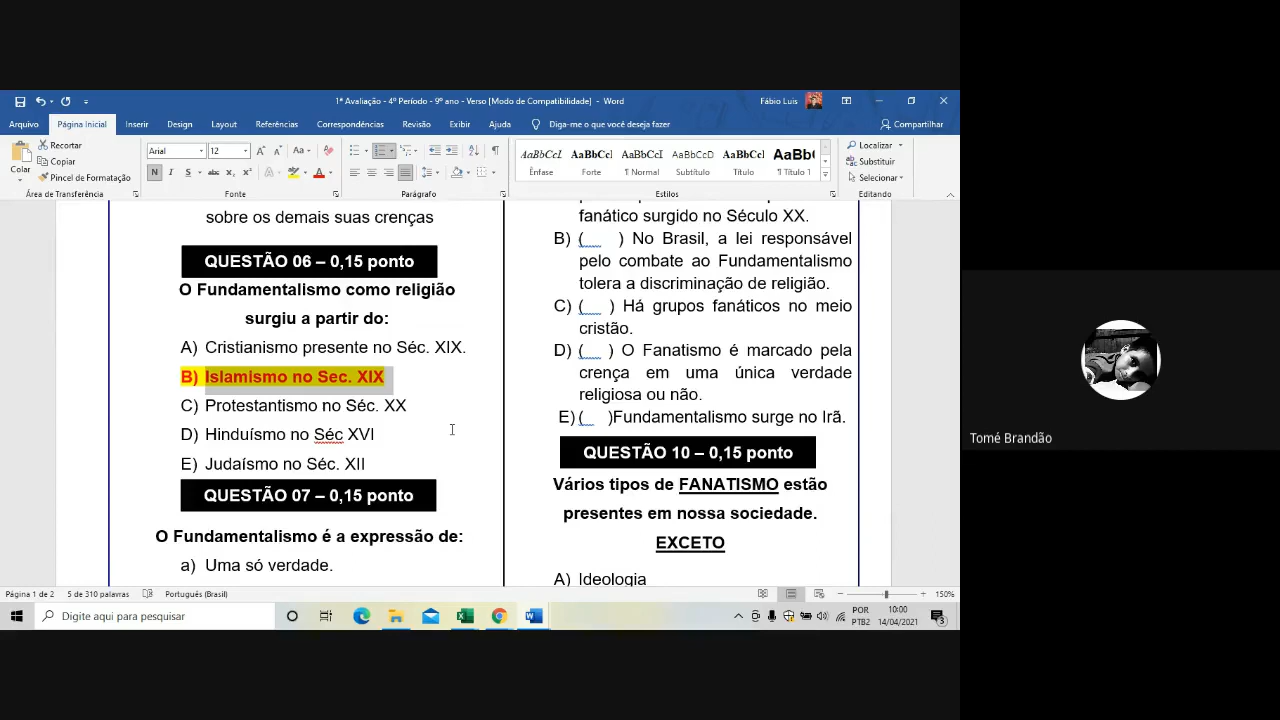 1ª Avaliação - 4º Período - 9º ano - Verso [Modo de Compatibilidade] - Word
Fábio Luis
Arquivo Página Inicial Inserir Design Layout Referências Correspondências Revisão Exibir Ajuda Diga-me o que você deseja fazer Compartilhar
Colar
Recortar
Copiar
Pincel de Formatação
Área de Transferência
Arial 12
Fonte
Parágrafo
AaBbCcI AaBbCcI AaBbCcI AaBbCcD AaBbCcI AaBb(
Ênfase Forte ¶ Normal Subtítulo Título ¶ Título 1
Estilos
Localizar
Substituir
Selecionar
Editando
sobre os demais suas crenças
QUESTÃO 06 – 0,15 ponto
O Fundamentalismo como religião
surgiu a partir do:
A) Cristianismo presente no Séc. XIX.
B) Islamismo no Sec. XIX
C) Protestantismo no Séc. XX
D) Hinduísmo no Séc XVI
E) Judaísmo no Séc. XII
QUESTÃO 07 – 0,15 ponto
O Fundamentalismo é a expressão de:
a) Uma só verdade.
fanático surgido no Século XX.
B) (__ ) No Brasil, a lei responsável
pelo combate ao Fundamentalismo
tolera a discriminação de religião.
C) (__ ) Há grupos fanáticos no meio
cristão.
D) (__ ) O Fanatismo é marcado pela
crença em uma única verdade
religiosa ou não.
E) (__ )Fundamentalismo surge no Irã.
QUESTÃO 10 – 0,15 ponto
Vários tipos de FANATISMO estão
presentes em nossa sociedade.
EXCETO
A) Ideologia
Página 1 de 2 5 de 310 palavras Português (Brasil) 150%
Digite aqui para pesquisar
POR
PTB2
10:00
14/04/2021
3
Tomé Brandão